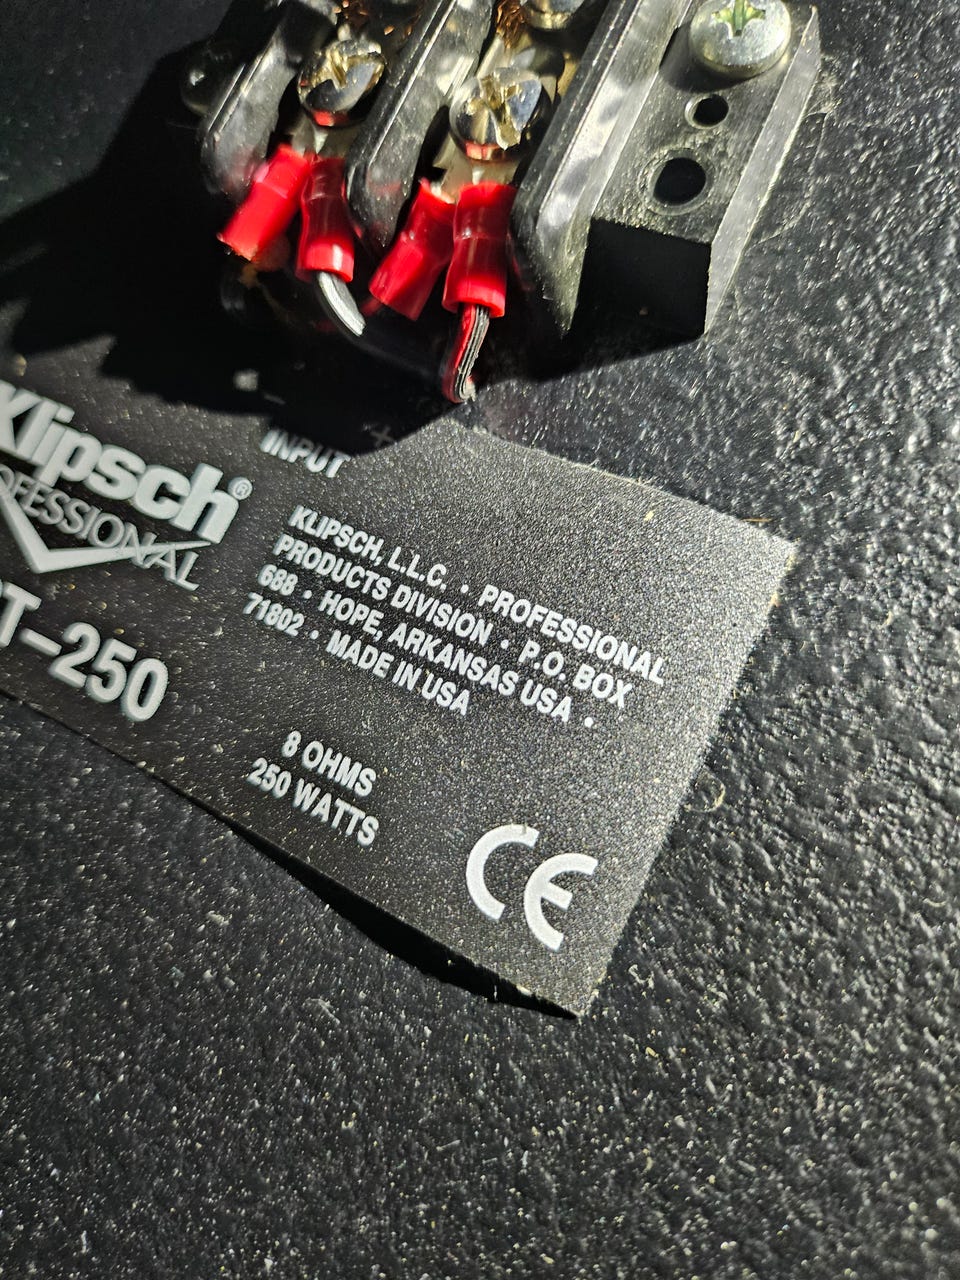 Klipsch®
PROFESSIONAL
-250
INPUT
+
KLIPSCH, L.L.C. • PROFESSIONAL
PRODUCTS DIVISION • P.O. BOX
688 • HOPE, ARKANSAS USA •
71802 • MADE IN USA
8 OHMS
250 WATTS
CE